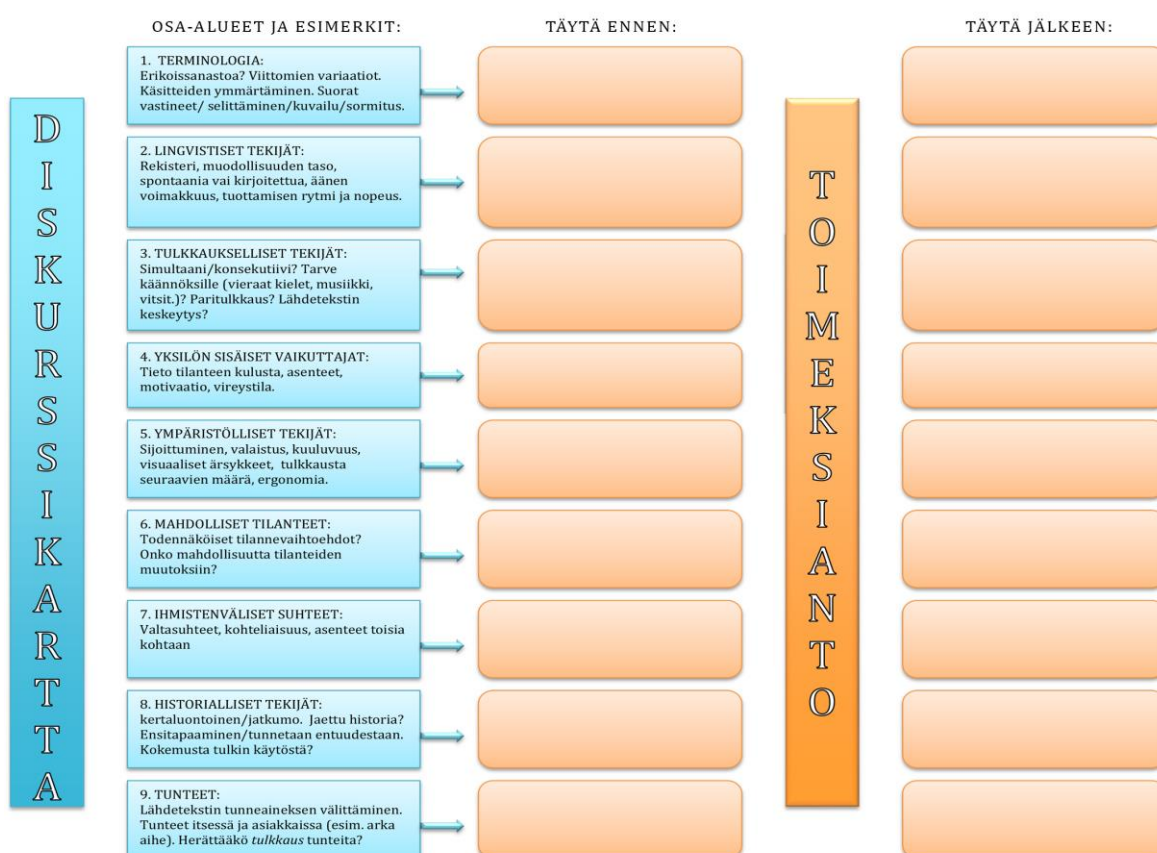 OSA-ALUEET JA ESIMERKIT:
TÄYTÄ ENNEN:
TÄYTÄ JÄLKEEN:
DISKURSSIKARTTA
1. TERMINOLOGIA:
Erikoissanastoa? Viittomien variaatiot.
Käsitteiden ymmärtäminen. Suorat
vastineet/ selittäminen/kuvailu/sormitus.
2. LINGVISTISET TEKIJÄT:
Rekisteri, muodollisuuden taso,
spontaania vai kirjoitettua, äänen
voimakkuus, tuottamisen rytmi ja nopeus.
3. TULKKAUKSELLISET TEKIJÄT:
Simultaani/konsekutiivi? Tarve
käännöksille (vieraat kielet, musiikki,
vitsit.)? Paritulkkaus? Lähdetekstin
keskeytys?
4. YKSILÖN SISÄISET VAIKUTTAJAT:
Tieto tilanteen kulusta, asenteet,
motivaatio, vireystila.
5. YMPÄRISTÖLLISET TEKIJÄT:
Sijoittuminen, valaistus, kuuluvuus,
visuaaliset ärsykkeet, tulkkausta
seuraavien määrä, ergonomia.
6. MAHDOLLISET TILANTEET:
Todennäköiset tilannevaihtoehdot?
Onko mahdollisuutta tilanteiden
muutoksiin?
7. IHMISTENVÄLISET SUHTEET:
Valtasuhteet, kohteliaisuus, asenteet toisia
kohtaan
8. HISTORIALLISET TEKIJÄT:
kertaluontoinen/jatkumo. Jaettu historia?
Ensitapaaminen/tunnetaan entuudestaan.
Kokemusta tulkin käytöstä?
9. TUNTEET:
Lähdetekstin tunneaineksen välittäminen.
Tunteet itsessä ja asiakkaissa (esim. arka
aihe). Herättääkö tulkkaus tunteita?
TOIMEKSIANTO